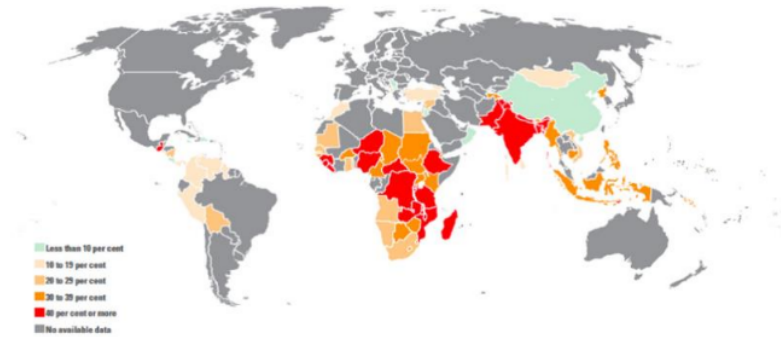 Less than 10 per cent
10 to 19 per cent
20 to 29 per cent
30 to 39 per cent
40 per cent or more
No available data